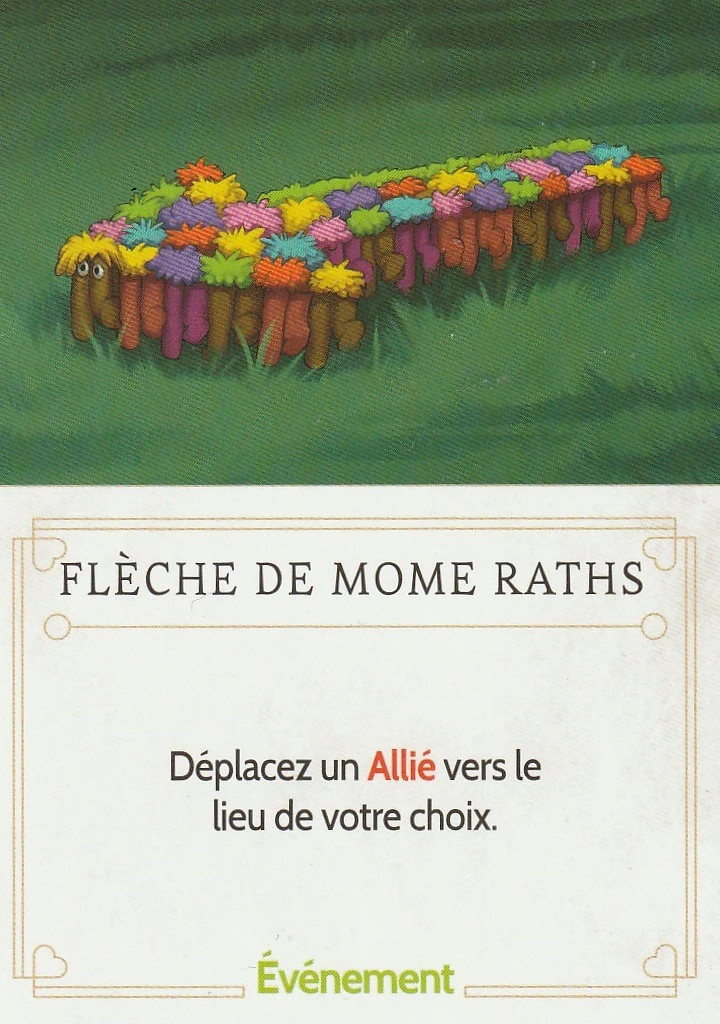 FLÈCHE DE MOME RATHS
Déplacez un Allié vers le
lieu de votre choix.
Événement